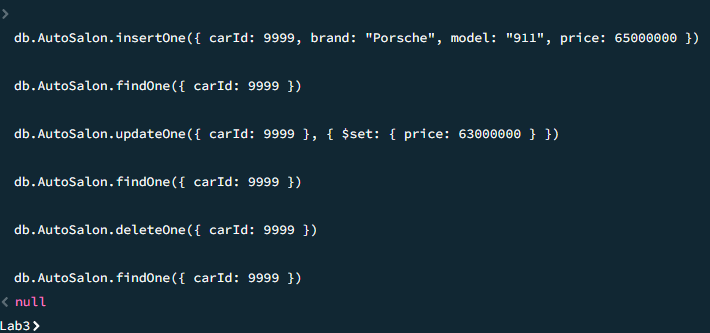 >
db.AutoSalon.insertOne({ carId: 9999, brand: "Porsche", model: "911", price: 65000000 })
db.AutoSalon.findOne({ carId: 9999 })
db.AutoSalon.updateOne({ carId: 9999 }, { $set: { price: 63000000 } })
db.AutoSalon.findOne({ carId: 9999 })
db.AutoSalon.deleteOne({ carId: 9999 })
db.AutoSalon.findOne({ carId: 9999 })
< null
Lab3>